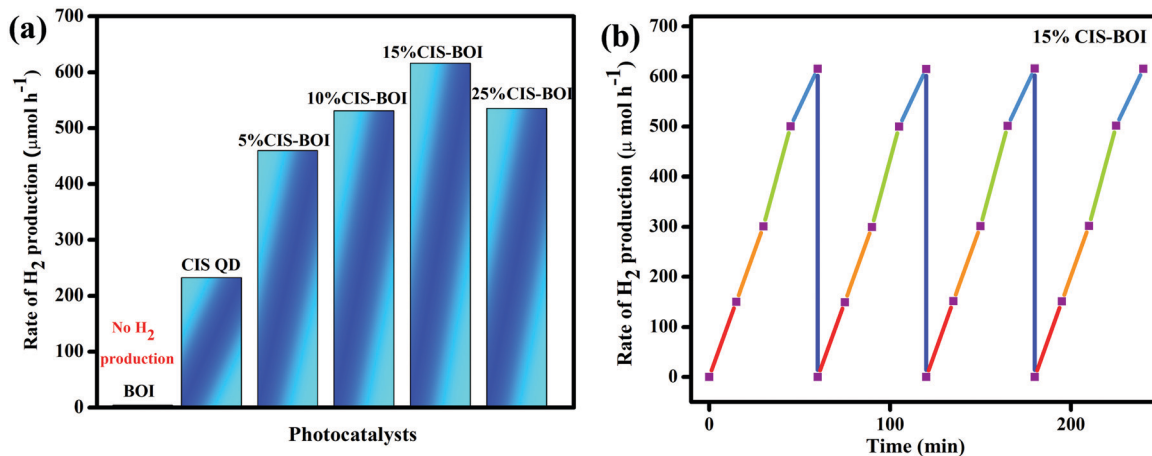 (a)
Rate of H2 production (μmol h-1)
700
600
500
400
300
200
100
0
No H2
production
BOI
CIS QD
5%CIS-BOI
10%CIS-BOI
15%CIS-BOI
25%CIS-BOI
Photocatalysts
(b)
15% CIS-BOI
Rate of H2 production (μ mol h-1)
700
600
500
400
300
200
100
0
0
100
200
Time (min)